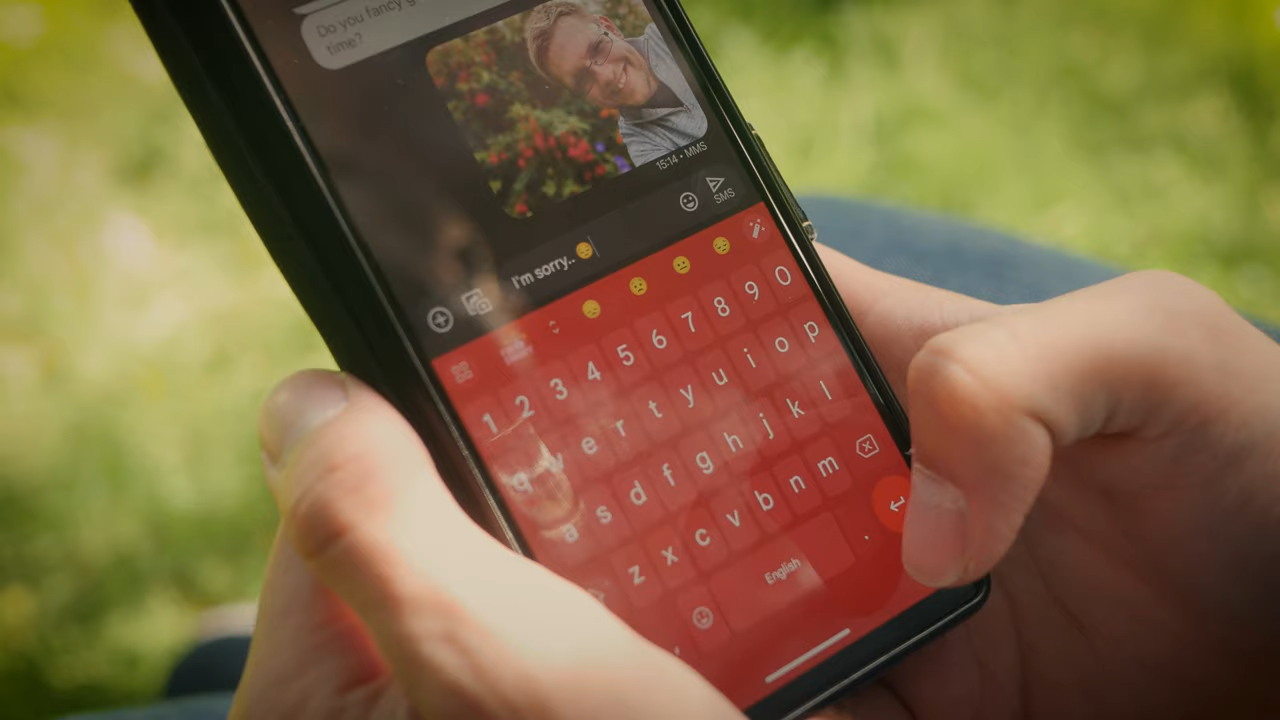 Do you fancy g
time?
15:14 • MMS
SMS
I'm sorry.. 😔
1 2 3 4 5 6 7 8 9 0
q w e r t y u i o p
a s d f g h j k l
z x c v b n m
, English .